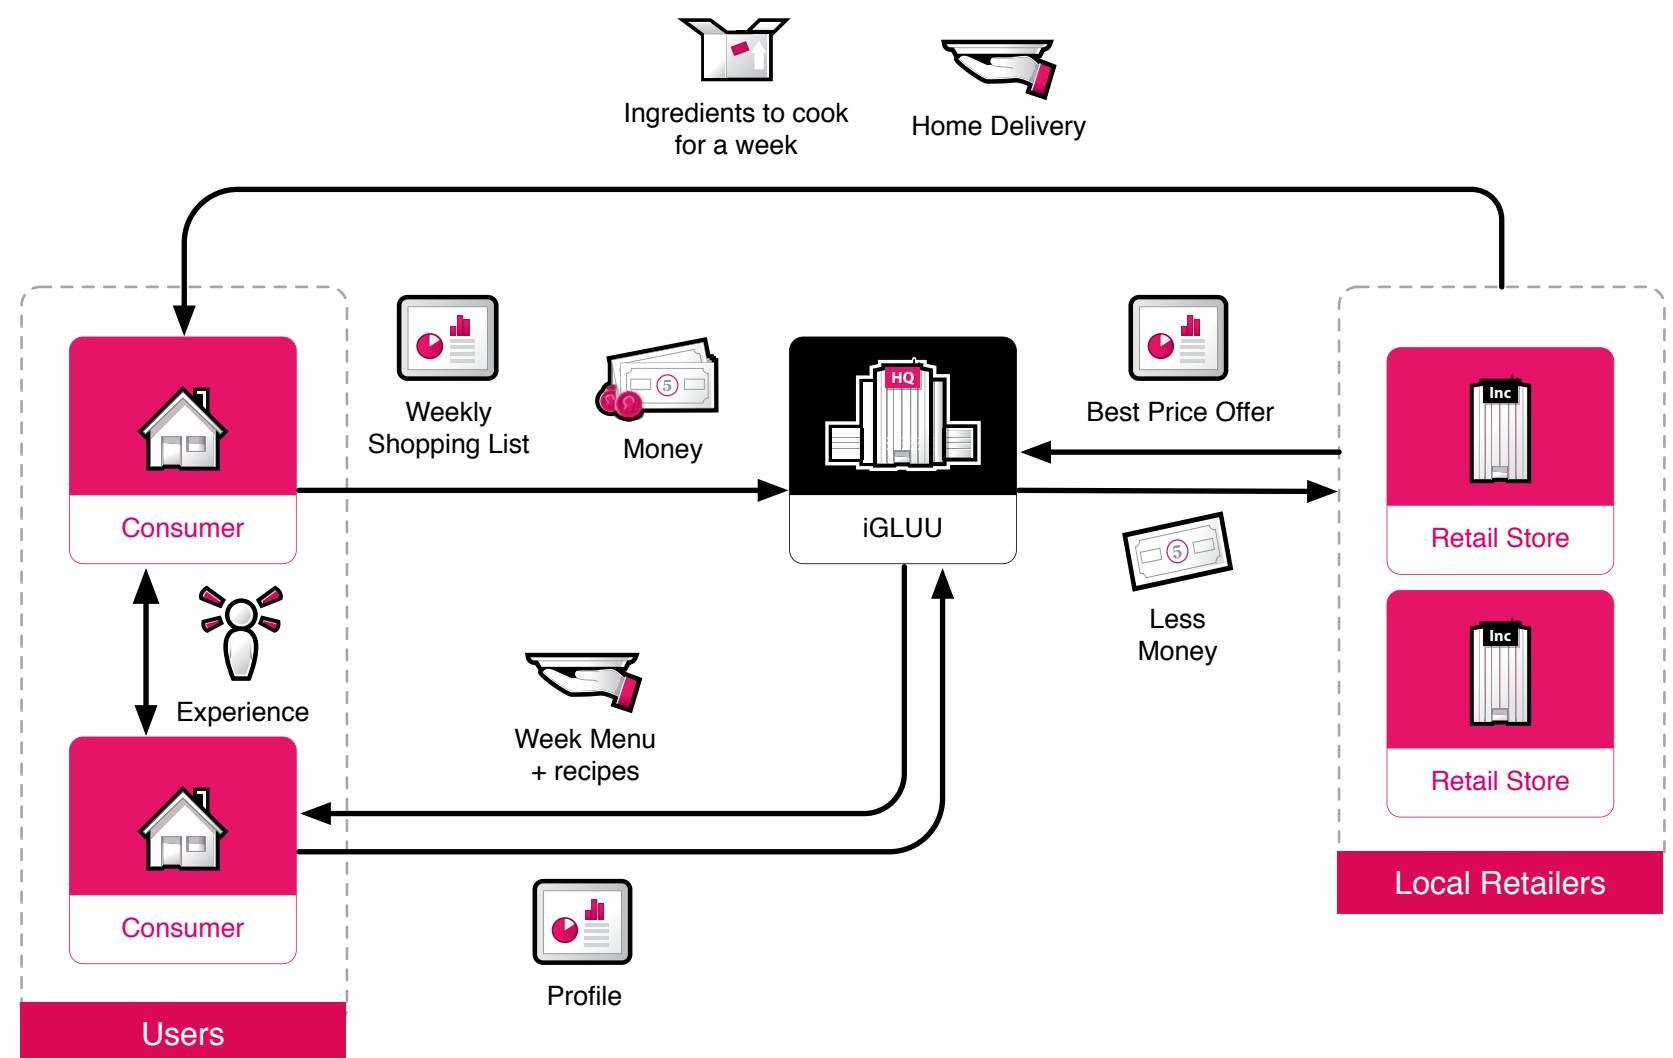 Ingredients to cook
for a week
Home Delivery
Weekly
Shopping List
Money
HQ
iGLUU
Best Price Offer
Less
Money
Inc
Retail Store
Inc
Retail Store
Local Retailers
Consumer
Experience
Consumer
Users
Week Menu
+ recipes
Profile
5
5